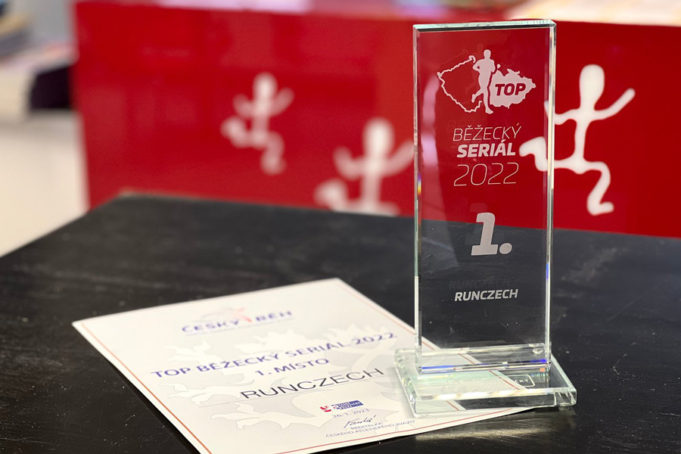 TOP
BĚŽECKÝ
SERIÁL
2022
1.
RUNCZECH
ČESKÝ BĚH
TOP BĚŽECKÝ SERIÁL 2022
1. MÍSTO
RUNCZECH